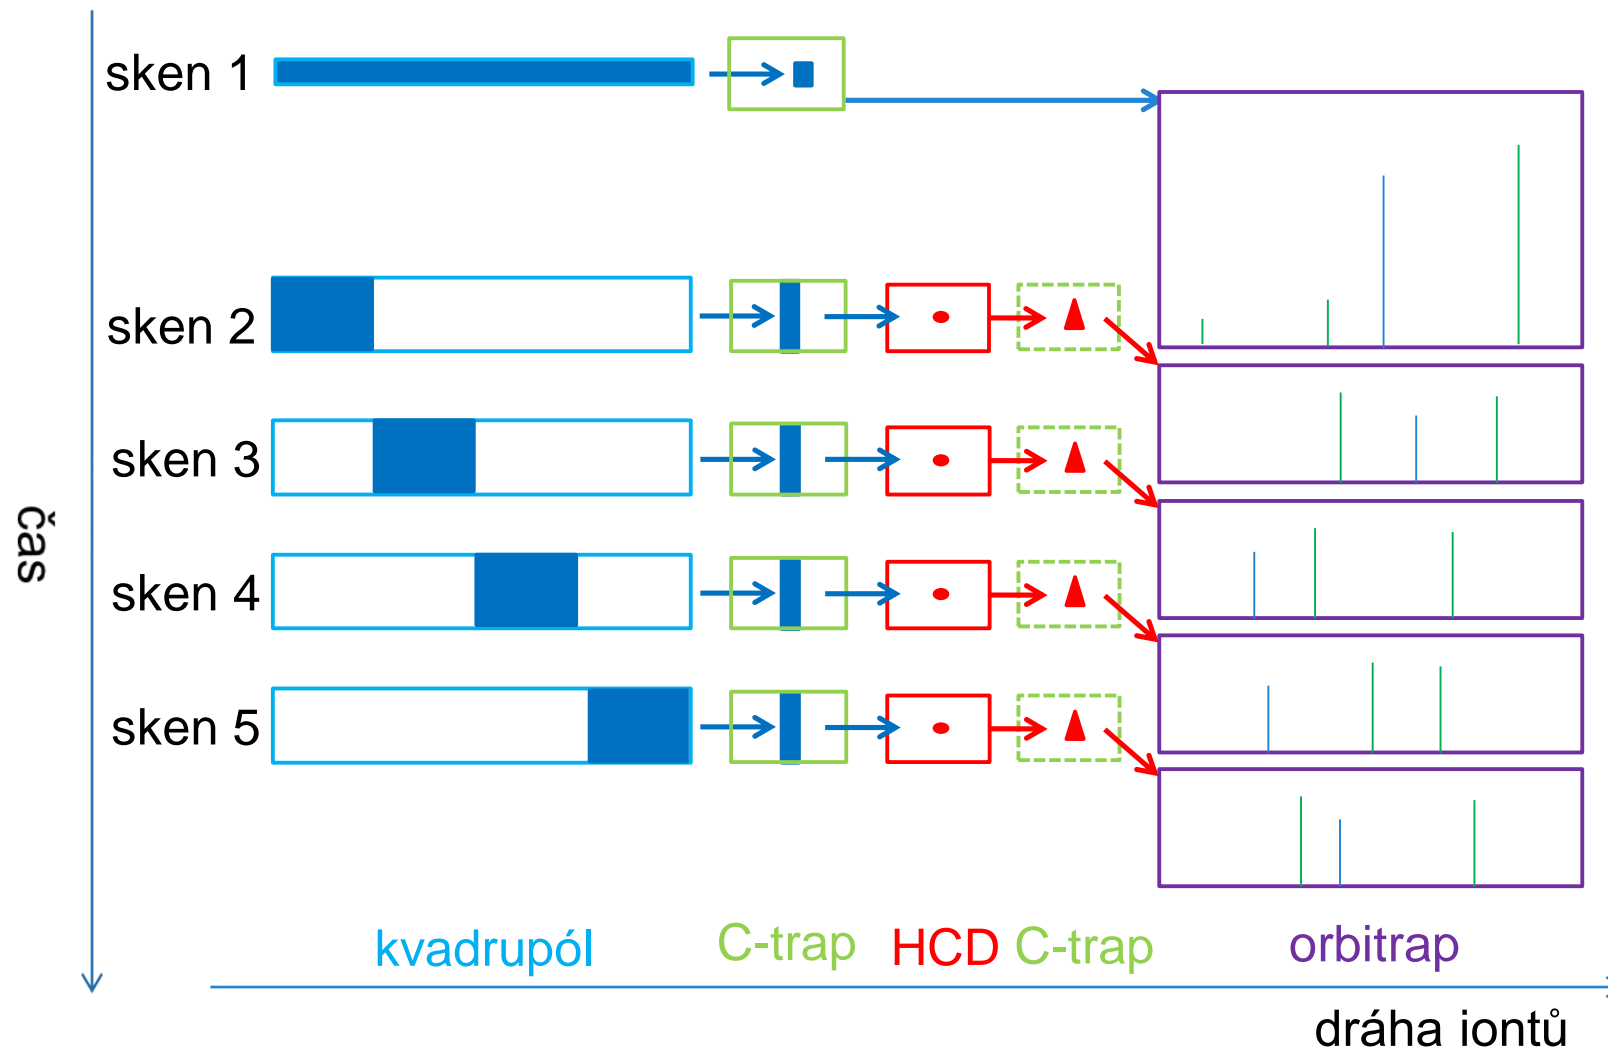 sken 1
sken 2
sken 3
sken 4
sken 5
čas
kvadrupól
C-trap
HCD
C-trap
orbitrap
dráha iontů